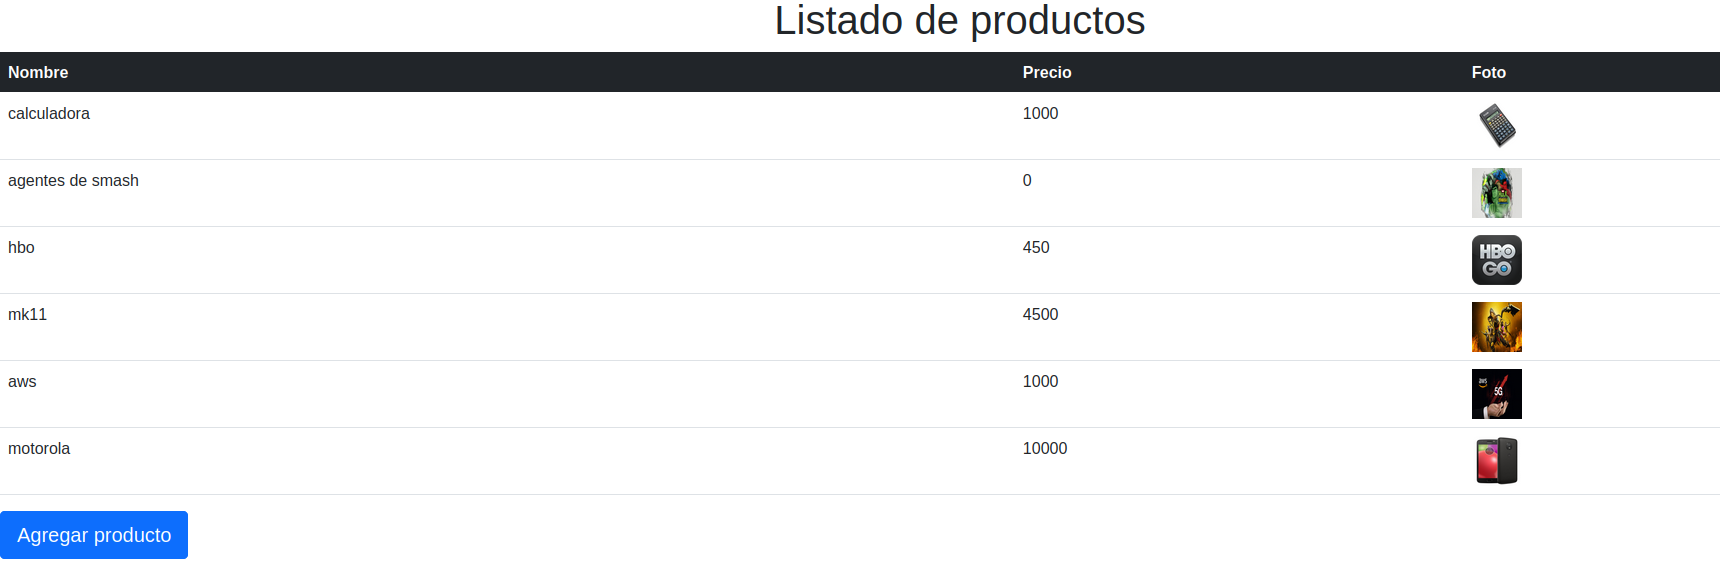 Listado de productos
Nombre Precio Foto
calculadora 1000
agentes de smash 0
hbo 450
HBO
GO
mk11 4500
aws 1000
aws
5G
motorola 10000
Agregar producto